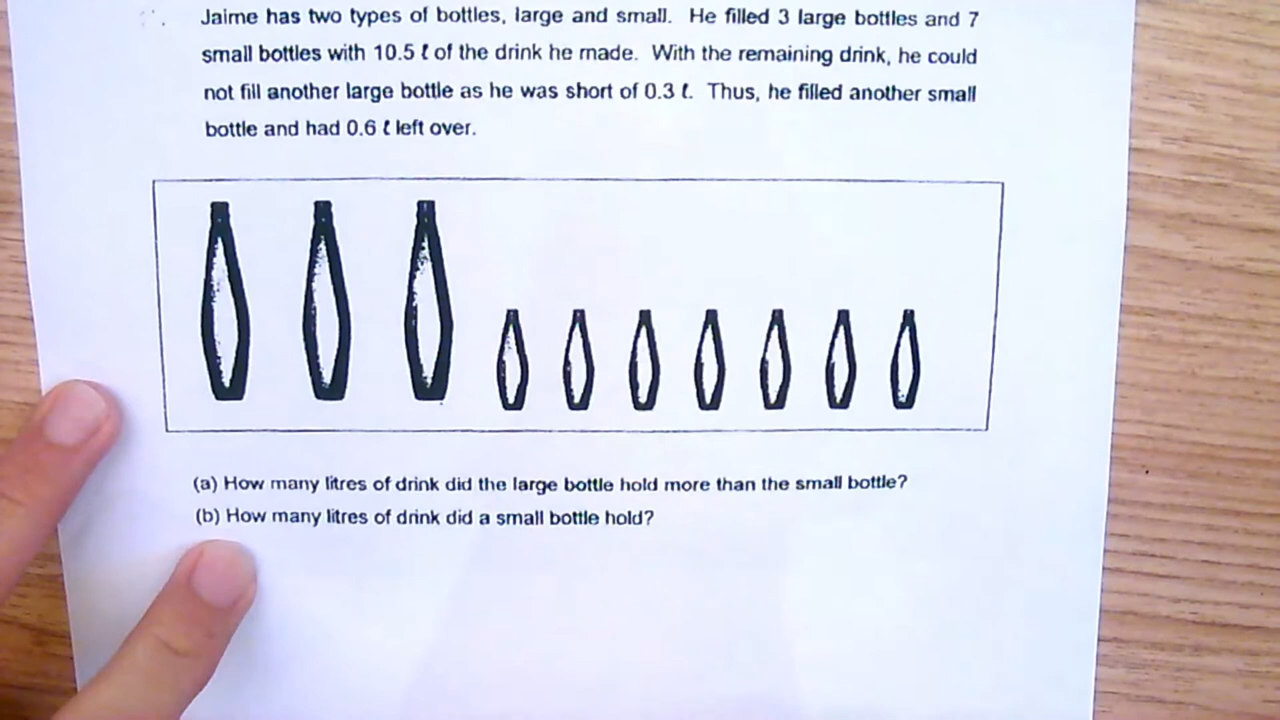 Jaime has two types of bottles, large and small. He filled 3 large bottles and 7
small bottles with 10.5 ℓ of the drink he made. With the remaining drink, he could
not fill another large bottle as he was short of 0.3 ℓ. Thus, he filled another small
bottle and had 0.6 ℓ left over.
(a) How many litres of drink did the large bottle hold more than the small bottle?
(b) How many litres of drink did a small bottle hold?